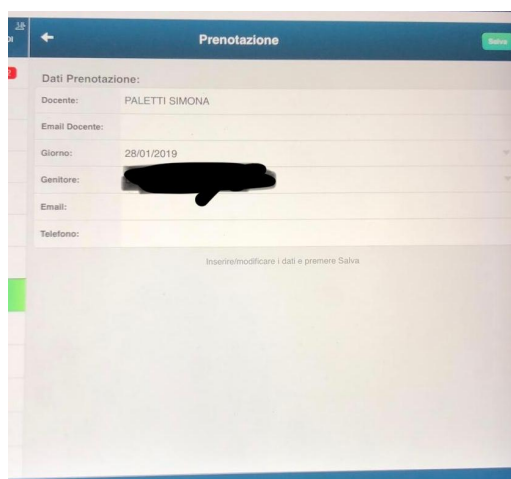 Prenotazione
Salva
Dati Prenotazione:
Docente: PALETTI SIMONA
Email Docente:
Giorno: 28/01/2019
Genitore:
Email:
Telefono:
Inserire/modificare i dati e premere Salva